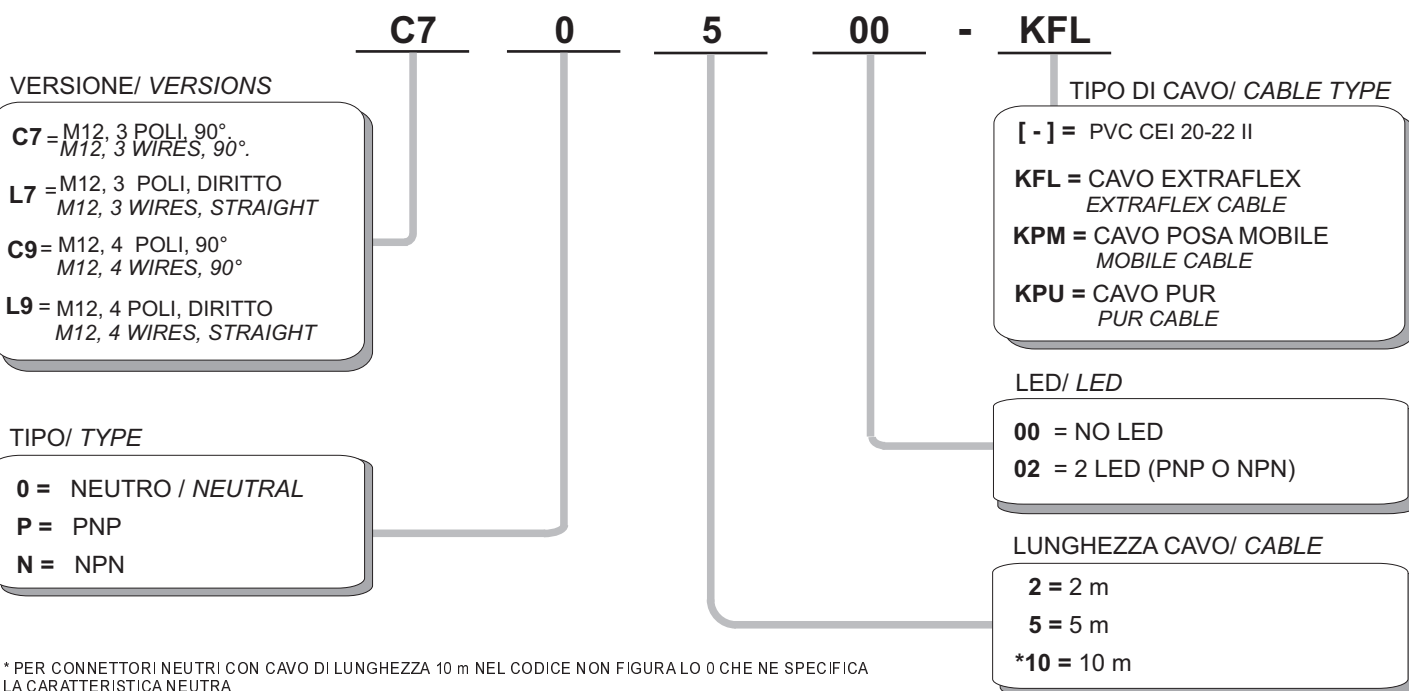 C7 0 5 00 - KFL
VERSIONE/ VERSIONS
C7 = M12, 3 POLI, 90°.
M12, 3 WIRES, 90°.
L7 = M12, 3 POLI, DIRITTO
M12, 3 WIRES, STRAIGHT
C9 = M12, 4 POLI, 90°
M12, 4 WIRES, 90°
L9 = M12, 4 POLI, DIRITTO
M12, 4 WIRES, STRAIGHT
TIPO/ TYPE
0 = NEUTRO / NEUTRAL
P = PNP
N = NPN
TIPO DI CAVO/ CABLE TYPE
[ - ] = PVC CEI 20-22 II
KFL = CAVO EXTRAFLEX
EXTRAFLEX CABLE
KPM = CAVO POSA MOBILE
MOBILE CABLE
KPU = CAVO PUR
PUR CABLE
LED/ LED
00 = NO LED
02 = 2 LED (PNP O NPN)
LUNGHEZZA CAVO/ CABLE
2 = 2 m
5 = 5 m
*10 = 10 m
* PER CONNETTORI NEUTRI CON CAVO DI LUNGHEZZA 10 m NEL CODICE NON FIGURA LO 0 CHE NE SPECIFICA
LA CARATTERISTICA NEUTRA